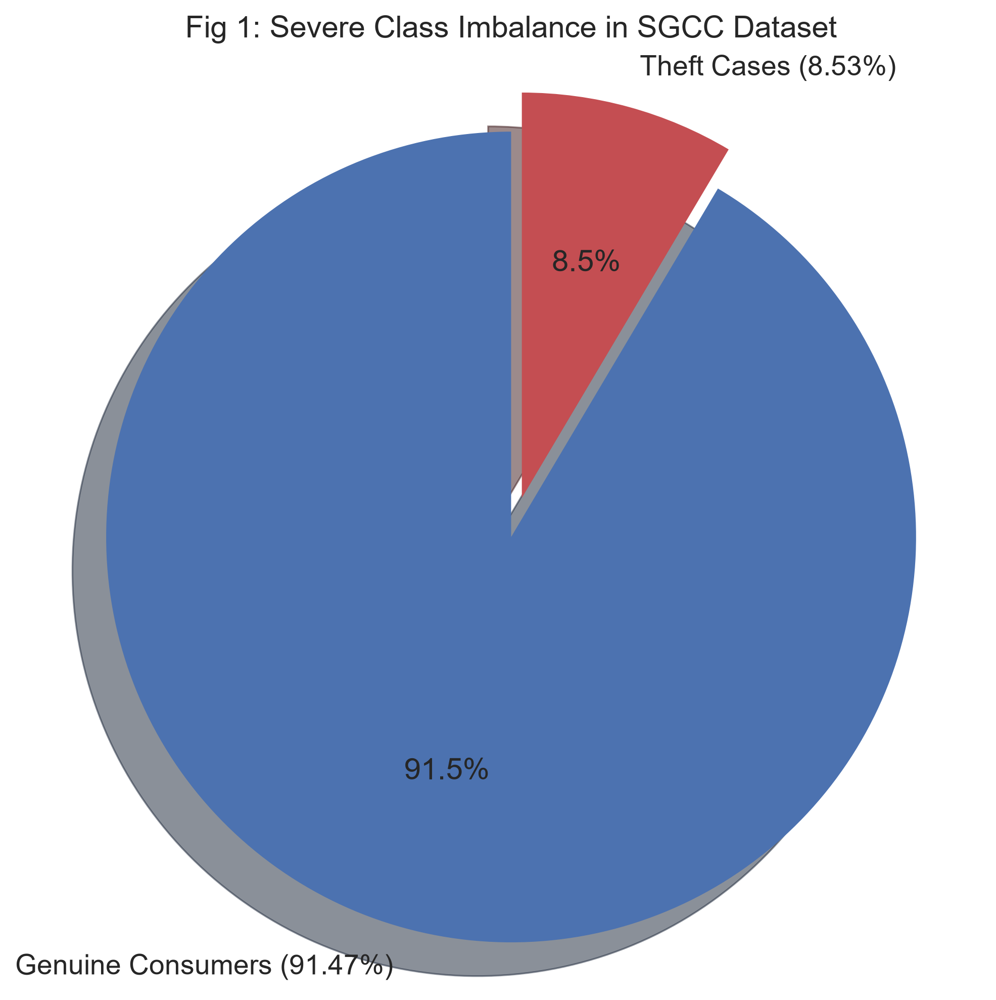 Fig 1: Severe Class Imbalance in SGCC Dataset
Theft Cases (8.53%)
8.5%
91.5%
Genuine Consumers (91.47%)